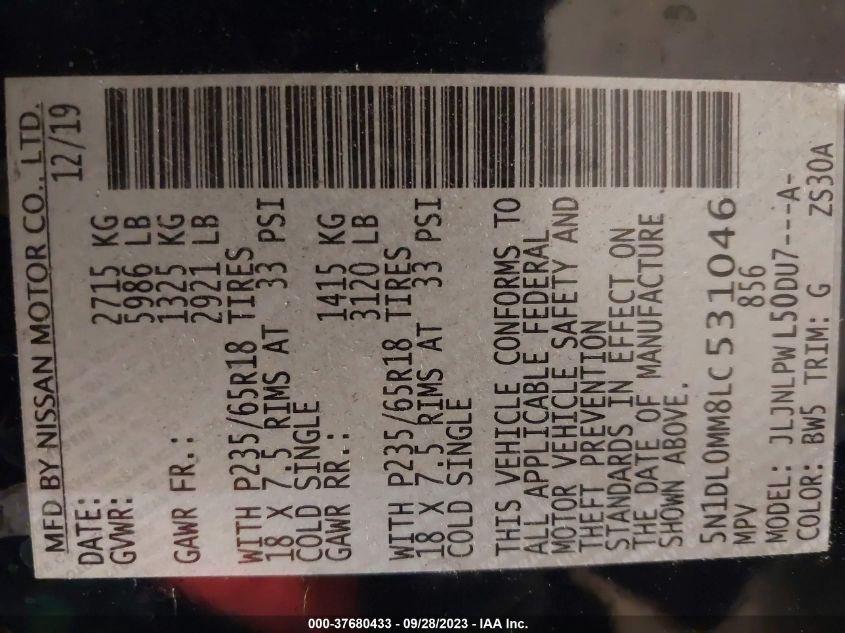 MFD BY NISSAN MOTOR CO., LTD.
DATE: 12/19
GVWR: 2715 KG
5986 LB
GAWR FR.: 1325 KG
2921 LB
WITH P235/65R18 TIRES
18 X 7.5 RIMS AT 33 PSI
COLD SINGLE
GAWR RR.: 1415 KG
3120 LB
WITH P235/65R18 TIRES
18 X 7.5 RIMS AT 33 PSI
COLD SINGLE
THIS VEHICLE CONFORMS TO
ALL APPLICABLE FEDERAL
MOTOR VEHICLE SAFETY AND
THEFT PREVENTION
STANDARDS IN EFFECT ON
THE DATE OF MANUFACTURE
SHOWN ABOVE.
5N1DL0MM8LC531046
MPV 856
MODEL: JLJNLPWL50DU7---A-
COLOR: BW5 TRIM: G ZS30A
000-37680433 - 09/28/2023 - IAA Inc.